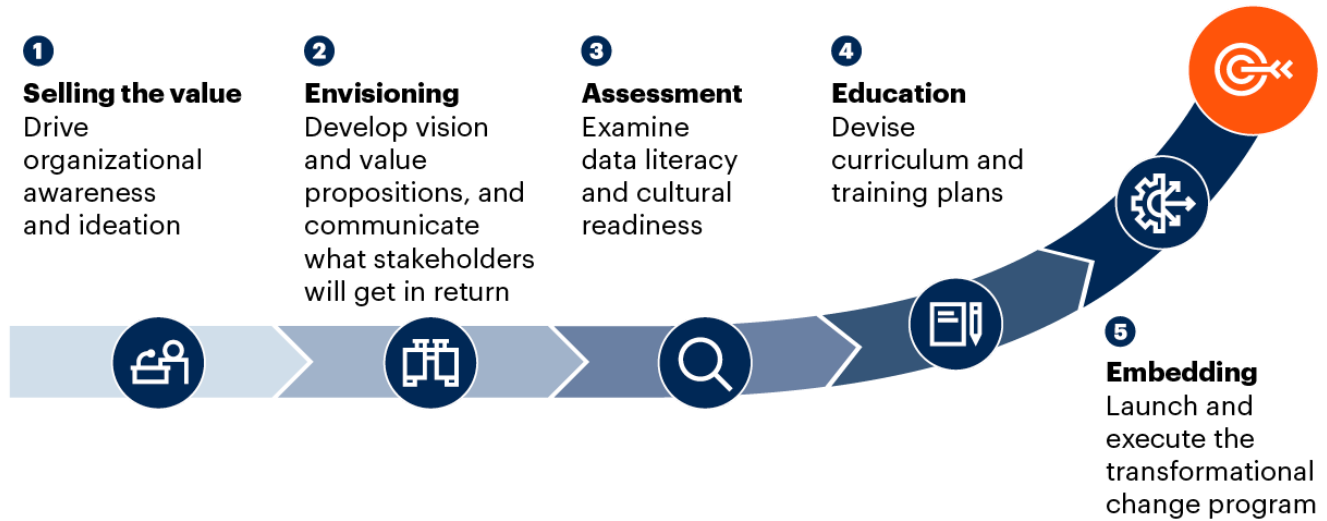 1
Selling the value
Drive
organizational
awareness
and ideation
2
Envisioning
Develop vision
and value
propositions, and
communicate
what stakeholders
will get in return
3
Assessment
Examine
data literacy
and cultural
readiness
4
Education
Devise
curriculum and
training plans
5
Embedding
Launch and
execute the
transformational
change program